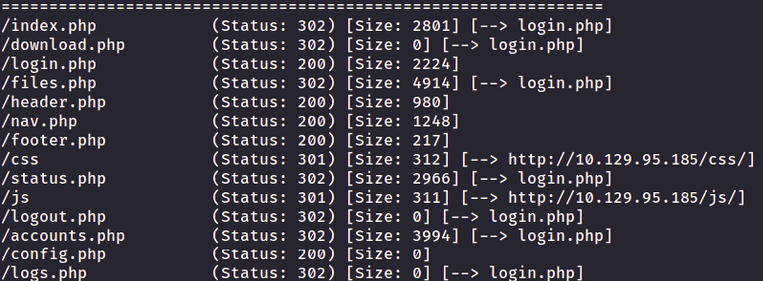 ===============================================================
/index.php (Status: 302) [Size: 2801] [--> login.php]
/download.php (Status: 302) [Size: 0] [--> login.php]
/login.php (Status: 200) [Size: 2224]
/files.php (Status: 302) [Size: 4914] [--> login.php]
/header.php (Status: 200) [Size: 980]
/nav.php (Status: 200) [Size: 1248]
/footer.php (Status: 200) [Size: 217]
/css (Status: 301) [Size: 312] [--> http://10.129.95.185/css/]
/status.php (Status: 302) [Size: 2966] [--> login.php]
/js (Status: 301) [Size: 311] [--> http://10.129.95.185/js/]
/logout.php (Status: 302) [Size: 0] [--> login.php]
/accounts.php (Status: 302) [Size: 3994] [--> login.php]
/config.php (Status: 200) [Size: 0]
/logs.php (Status: 302) [Size: 0] [--> login.php]